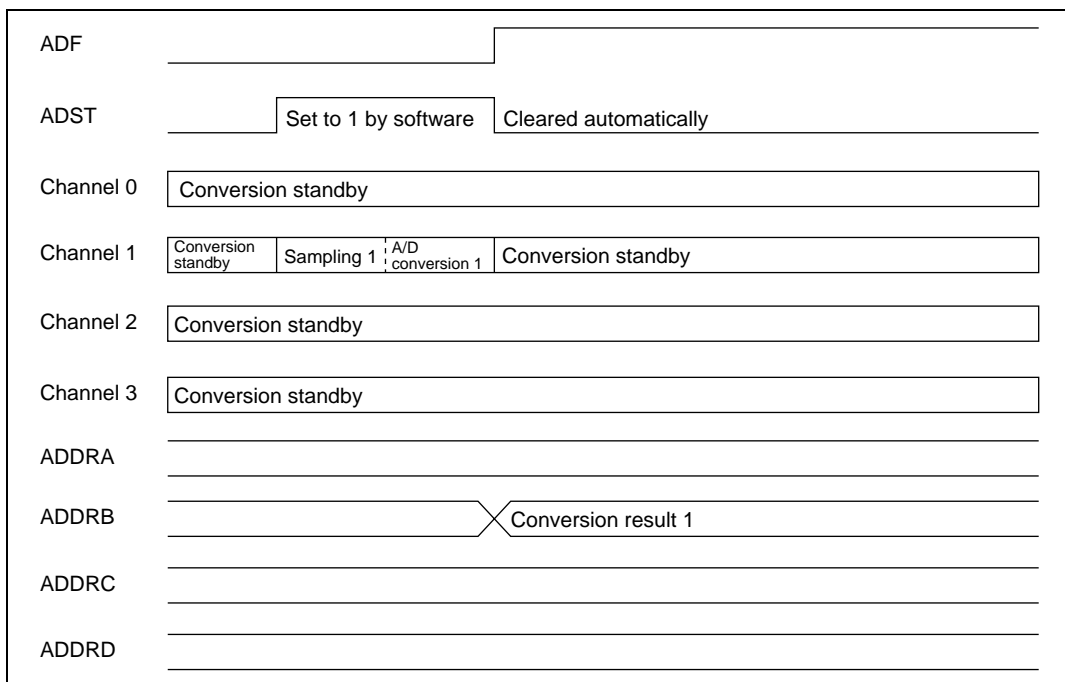 ADF
ADST Set to 1 by software Cleared automatically
Channel 0 Conversion standby
Channel 1 Conversion standby Sampling 1 A/D conversion 1 Conversion standby
Channel 2 Conversion standby
Channel 3 Conversion standby
ADDRA
ADDRB Conversion result 1
ADDRC
ADDRD